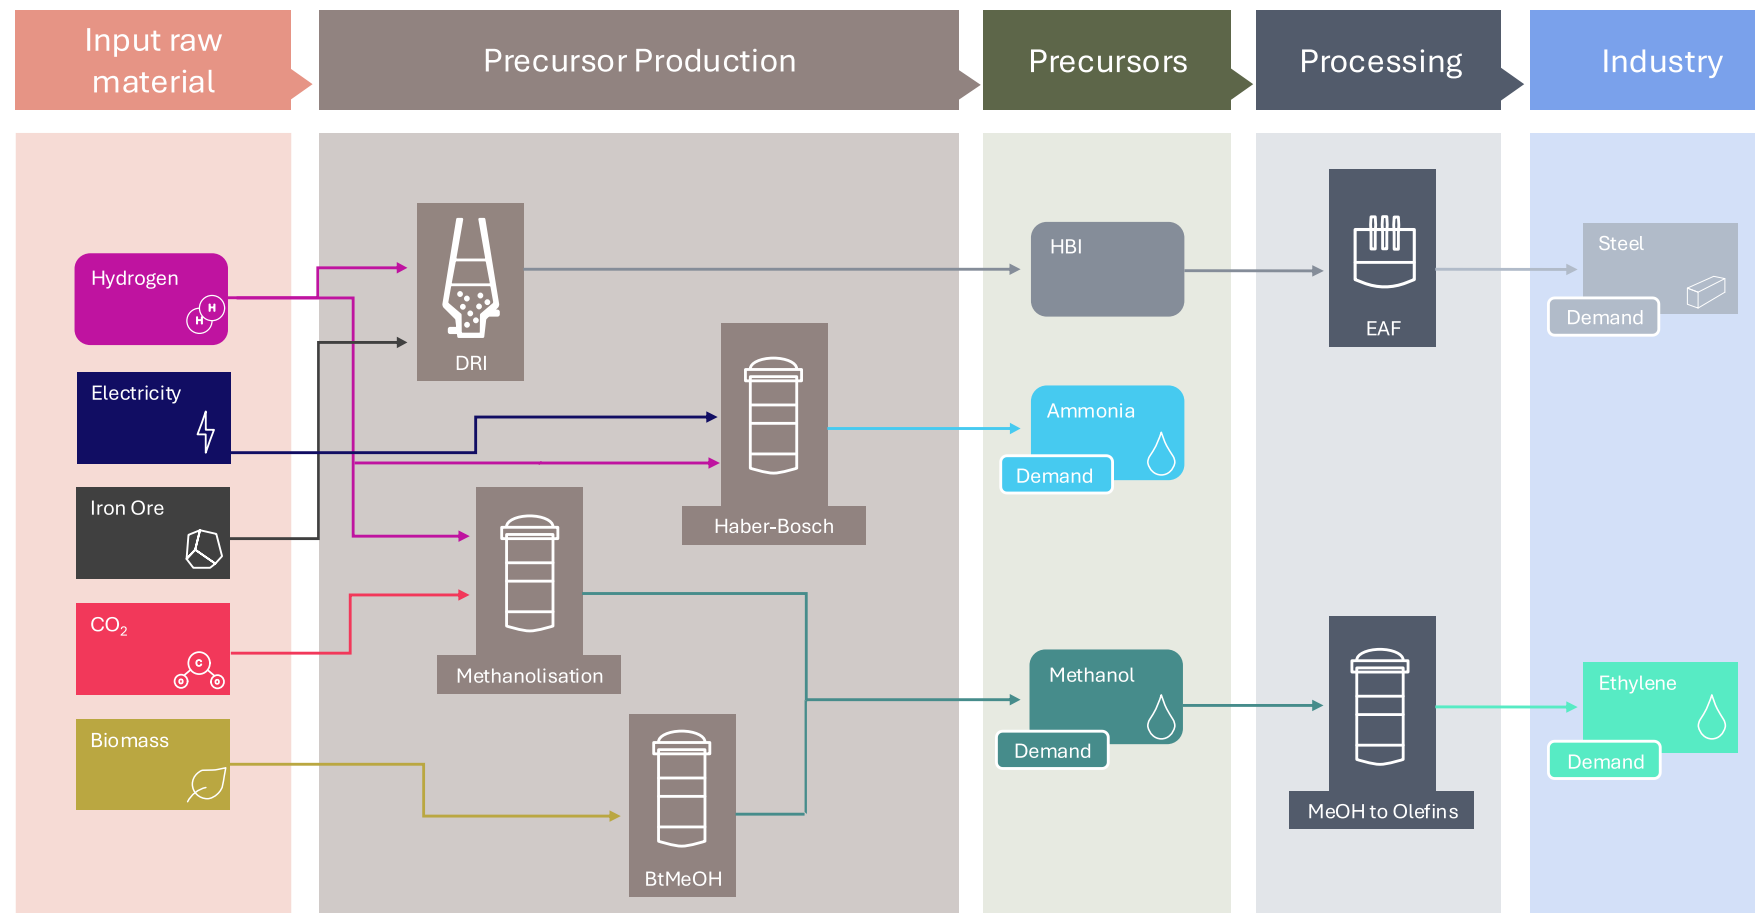 Input raw
material
Precursor Production
Precursors
Processing
Industry
Hydrogen
H
H
Electricity
Iron Ore
CO₂
C
O
O
Biomass
DRI
Haber-Bosch
Methanolisation
BtMeOH
HBI
Ammonia
Demand
Methanol
Demand
EAF
MeOH to Olefins
Steel
Demand
Ethylene
Demand